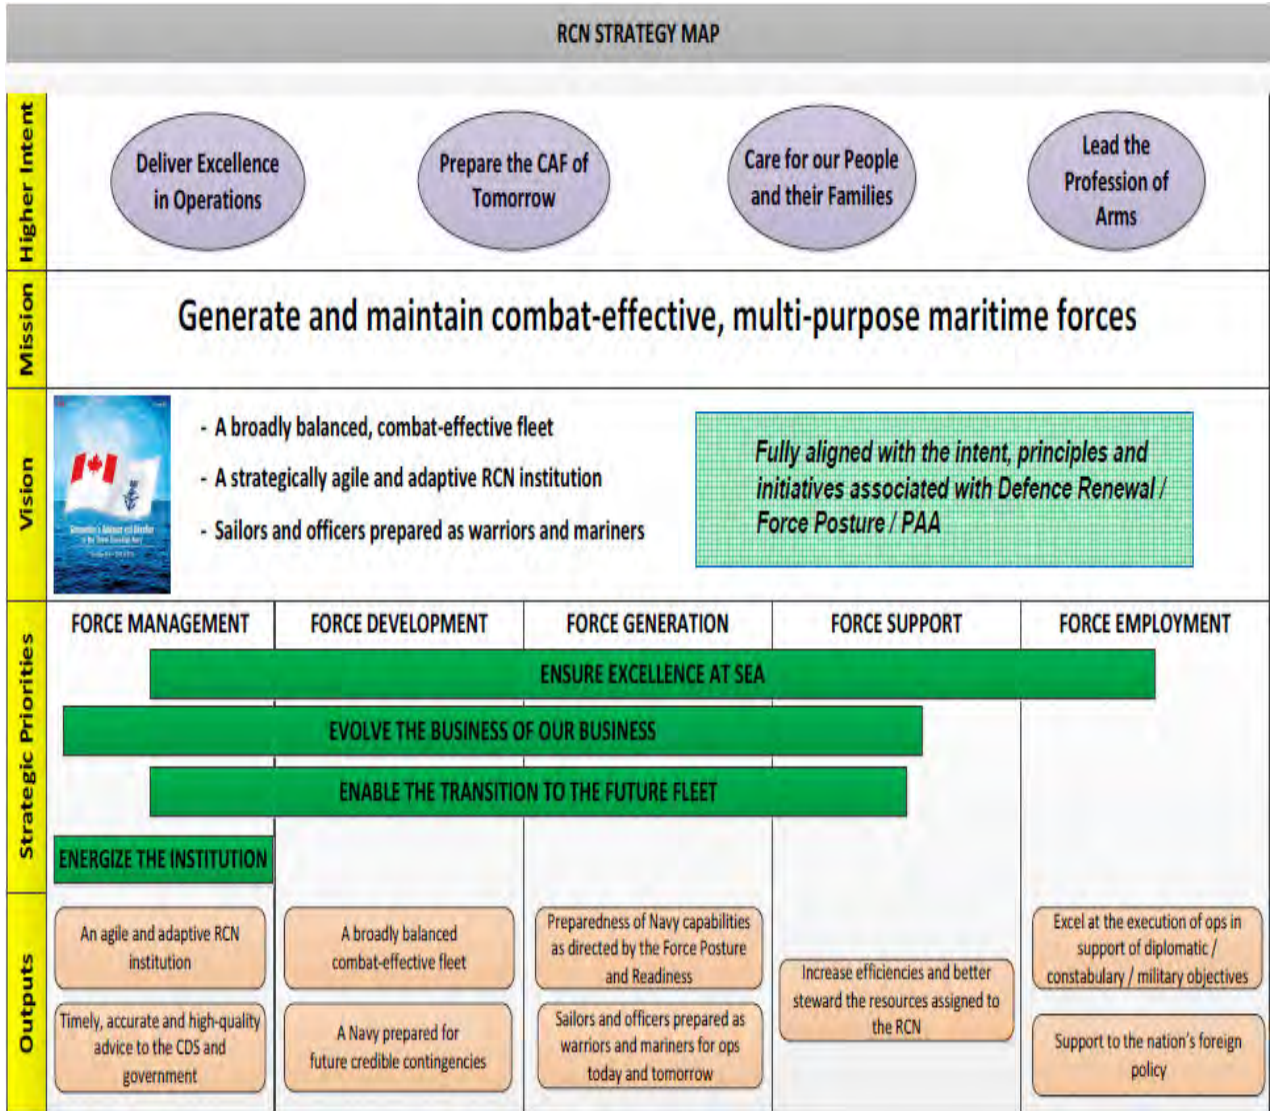 RCN STRATEGY MAP
Higher Intent
Deliver Excellence
in Operations
Prepare the CAF of
Tomorrow
Care for our People
and their Families
Lead the
Profession of
Arms
Mission
Generate and maintain combat-effective, multi-purpose maritime forces
Vision
- A broadly balanced, combat-effective fleet
- A strategically agile and adaptive RCN institution
- Sailors and officers prepared as warriors and mariners
Fully aligned with the intent, principles and
initiatives associated with Defence Renewal /
Force Posture / PAA
Strategic Priorities
FORCE MANAGEMENT
FORCE DEVELOPMENT
FORCE GENERATION
FORCE SUPPORT
FORCE EMPLOYMENT
ENSURE EXCELLENCE AT SEA
EVOLVE THE BUSINESS OF OUR BUSINESS
ENABLE THE TRANSITION TO THE FUTURE FLEET
ENERGIZE THE INSTITUTION
Outputs
An agile and adaptive RCN
institution
Timely, accurate and high-quality
advice to the CDS and
government
A broadly balanced
combat-effective fleet
A Navy prepared for
future credible contingencies
Preparedness of Navy capabilities
as directed by the Force Posture
and Readiness
Sailors and officers prepared as
warriors and mariners for ops
today and tomorrow
Increase efficiencies and better
steward the resources assigned to
the RCN
Excel at the execution of ops in
support of diplomatic /
constabulary / military objectives
Support to the nation's foreign
policy